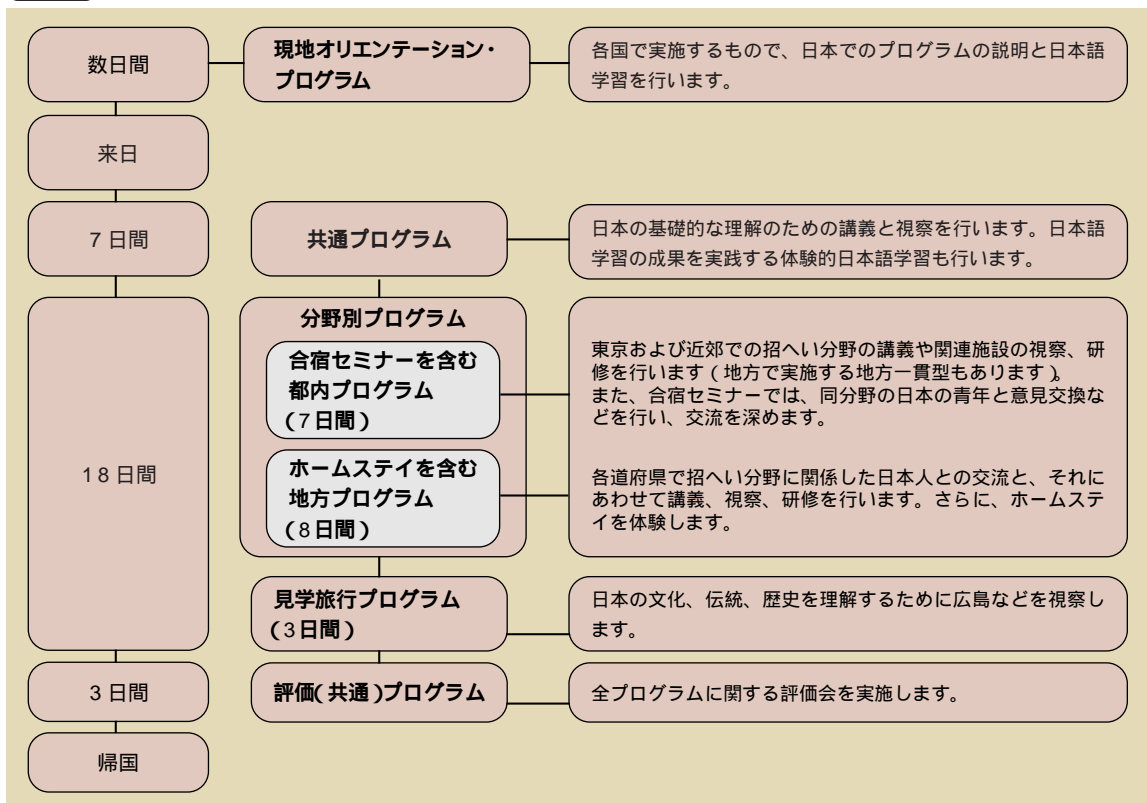 数日間
現地オリエンテーション・
プログラム
各国で実施するもので、日本でのプログラムの説明と日本語
学習を行います。
来日
7日間
共通プログラム
日本の基礎的な理解のための講義と視察を行います。日本語
学習の成果を実践する体験的日本語学習も行います。
18日間
分野別プログラム
合宿セミナーを含む
都内プログラム
(7日間)
東京および近郊での招へい分野の講義や関連施設の視察、研
修を行います(地方で実施する地方一貫型もあります)。
また、合宿セミナーでは、同分野の日本の青年と意見交換な
どを行い、交流を深めます。
ホームステイを含む
地方プログラム
(8日間)
各道府県で招へい分野に関係した日本人との交流と、それに
あわせて講義、視察、研修を行います。さらに、ホームステ
イを体験します。
見学旅行プログラム
(3日間)
日本の文化、伝統、歴史を理解するために広島などを視察し
ます。
3日間
評価(共通)プログラム
全プログラムに関する評価会を実施します。
帰国